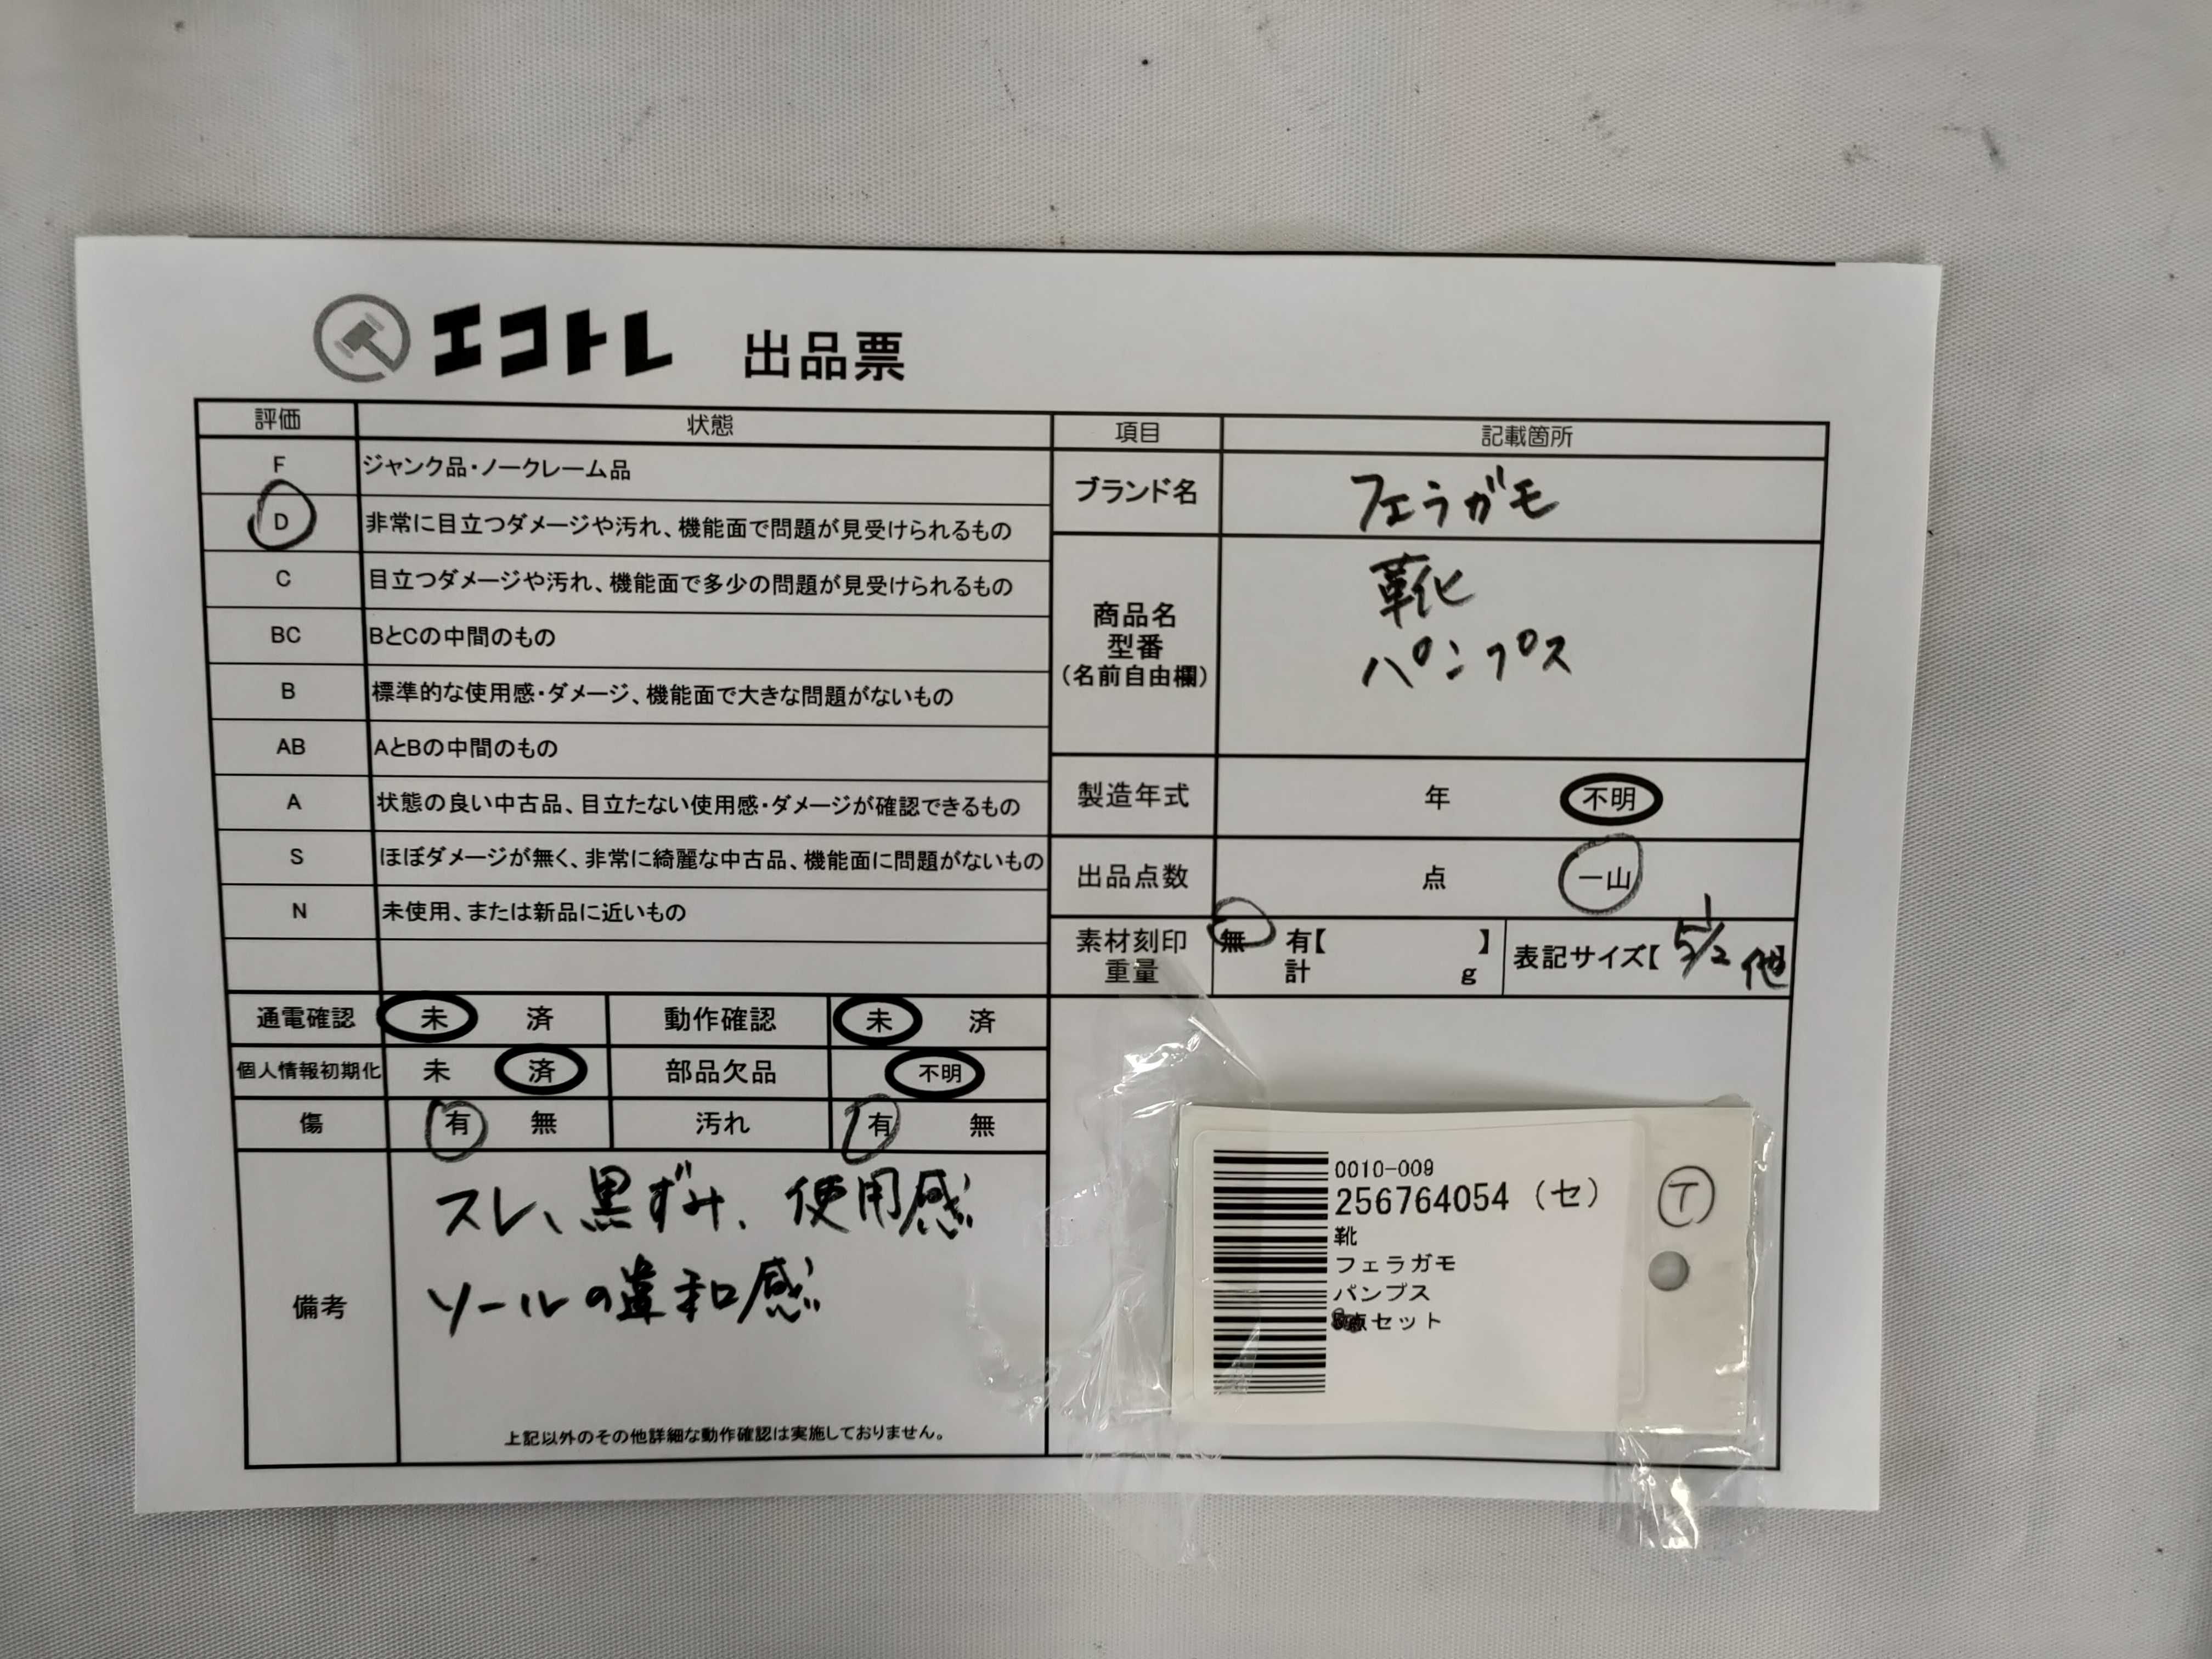 エコトレ 出品票
評価 状態
F ジャンク品・ノークレーム品
D 非常に目立つダメージや汚れ、機能面で問題が見受けられるもの
C 目立つダメージや汚れ、機能面で多少の問題が見受けられるもの
BC BとCの中間のもの
B 標準的な使用感・ダメージ、機能面で大きな問題がないもの
AB AとBの中間のもの
A 状態の良い中古品、目立たない使用感・ダメージが確認できるもの
S ほぼダメージが無く、非常に綺麗な中古品、機能面に問題がないもの
N 未使用、または新品に近いもの
通電確認 未 済 動作確認 未 済
個人情報初期化 未 済 部品欠品 不明
傷 有 無 汚れ 有 無
備考
スレ、黒ずみ、使用感
ソールの違和感
上記以外のその他詳細な動作確認は実施しておりません。
項目 記載箇所
ブランド名 フェラガモ
商品名
型番
(名前自由欄)
靴
パンプス
製造年式 年 不明
出品点数 点 一山
素材刻印 無 有【 】
重量 計 g
表記サイズ【 5 1/2 他】
0010-009
256764054 (セ)
靴
フェラガモ
パンプス
点セット
T